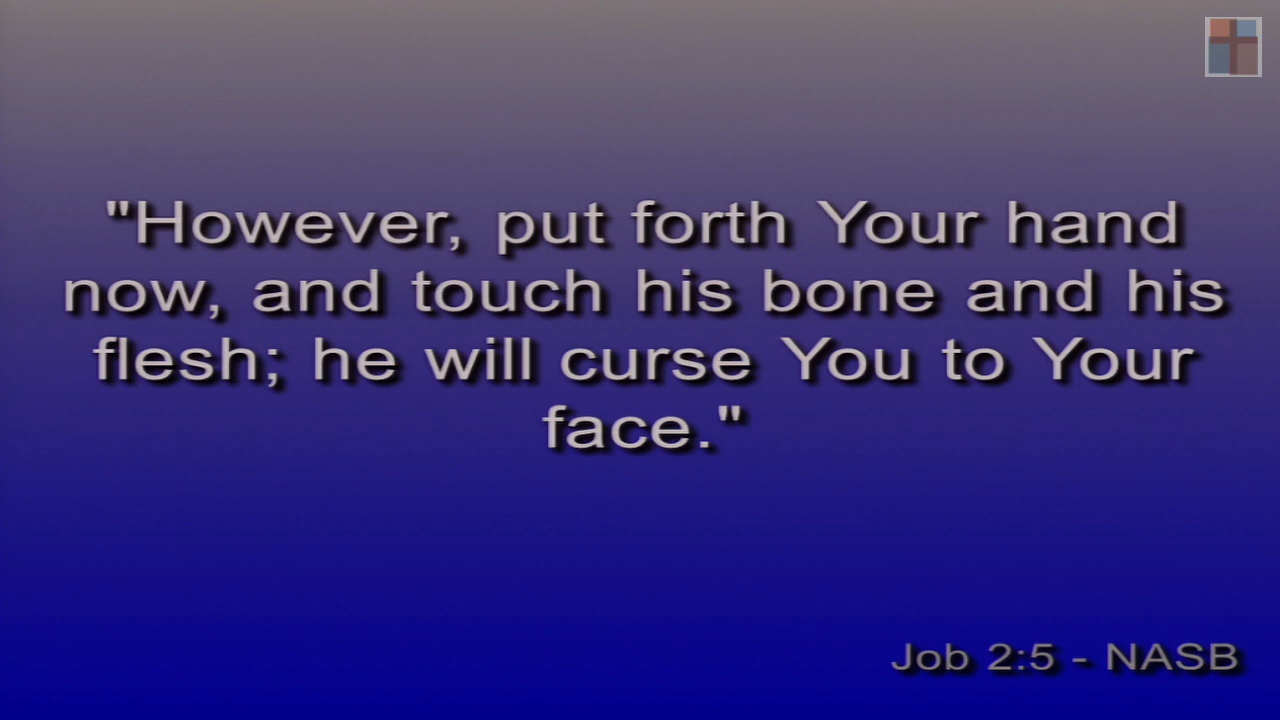 "However, put forth Your hand
now, and touch his bone and his
flesh; he will curse You to Your
face."
Job 2:5 - NASB